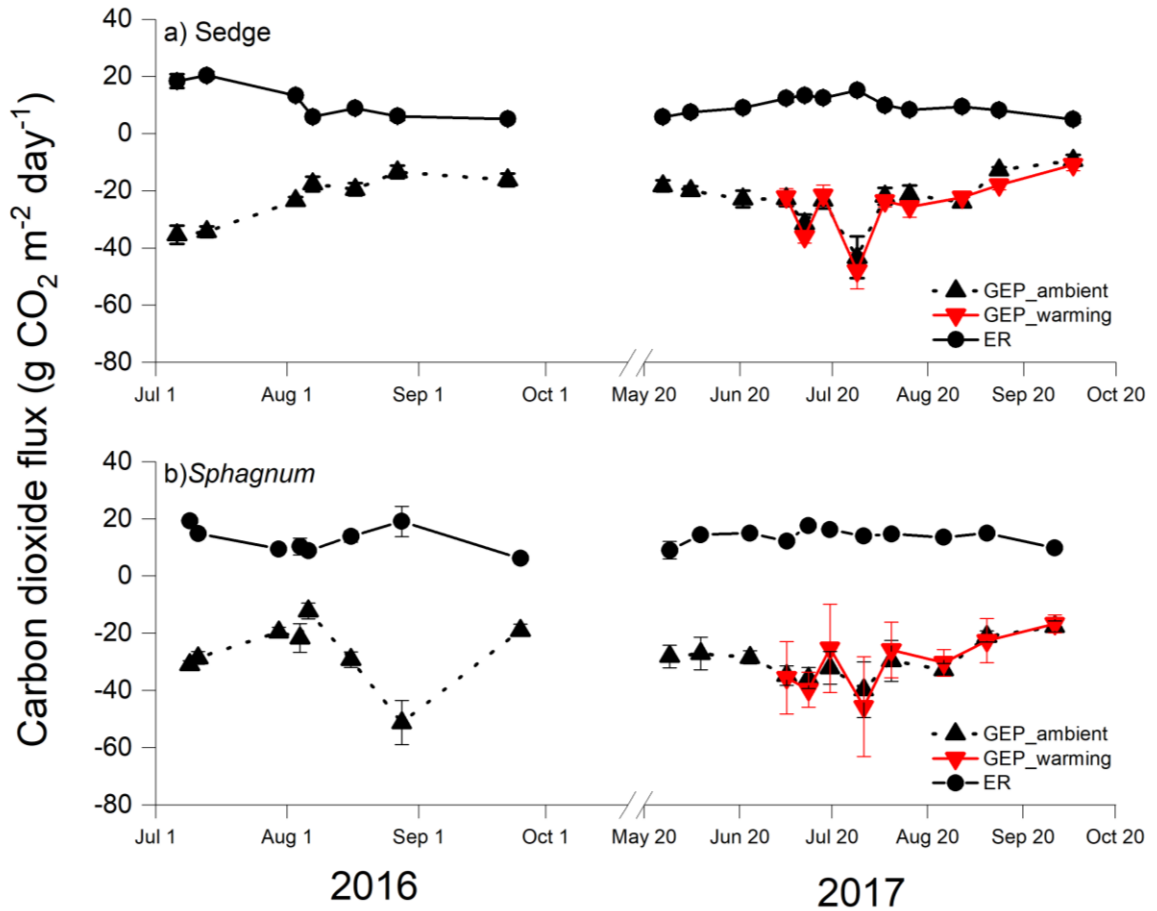 Carbon dioxide flux (g CO₂ m⁻² day⁻¹)
a) Sedge
40
20
0
-20
-40
-60
-80
GEP_ambient
GEP_warming
ER
Jul 1 Aug 1 Sep 1 Oct 1 May 20 Jun 20 Jul 20 Aug 20 Sep 20 Oct 20
b)Sphagnum
40
20
0
-20
-40
-60
-80
GEP_ambient
GEP_warming
ER
Jul 1 Aug 1 Sep 1 Oct 1 May 20 Jun 20 Jul 20 Aug 20 Sep 20 Oct 20
2016 2017